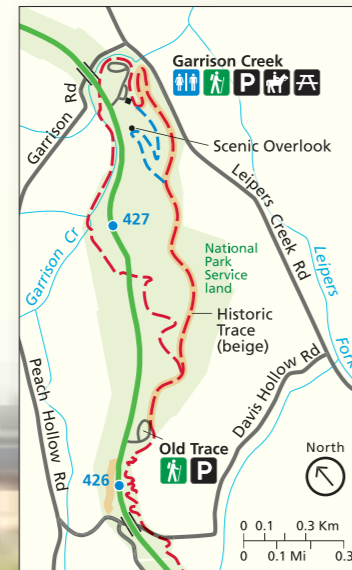 Garrison Creek
P
Garrison Rd
Scenic Overlook
Leipers Creek Rd
427
Garrison Cr
National
Park
Service
land
Leipers
Fork
Historic
Trace
(beige)
Peach Hollow Rd
Davis Hollow Rd
Old Trace
P
North
426
0 0.1 0.3 Km
0 0.1 Mi 0.3